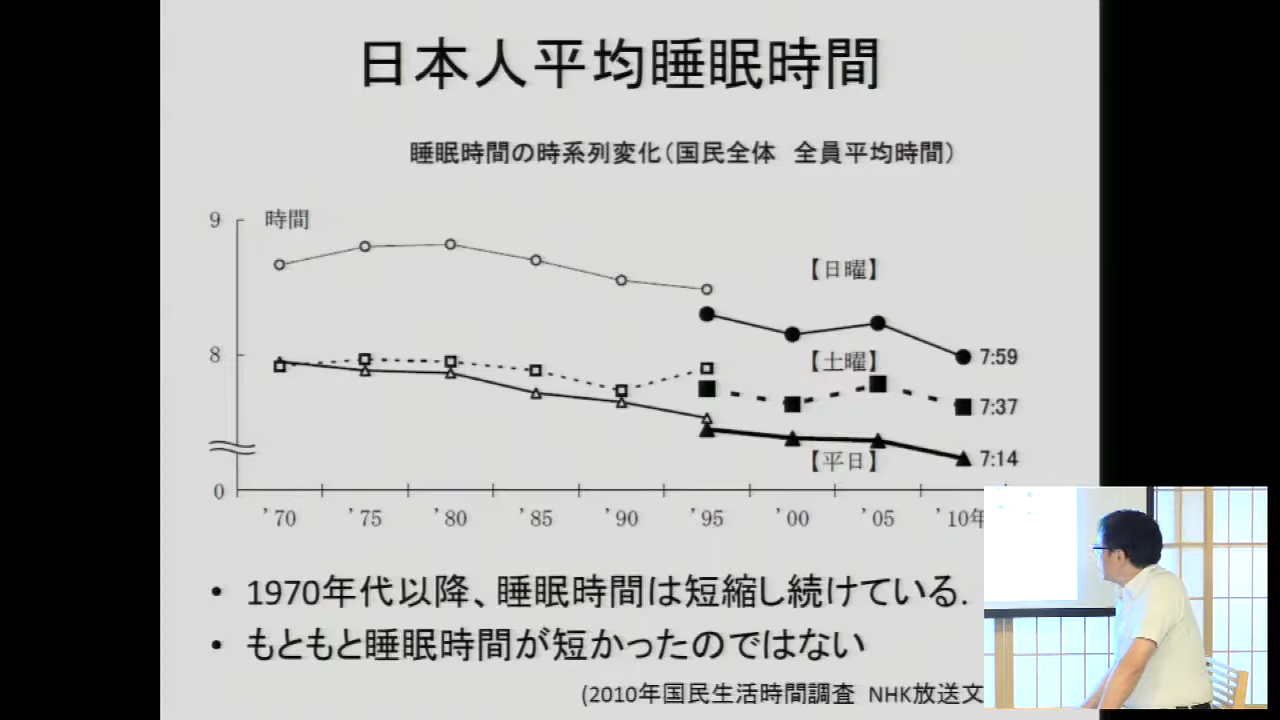 日本人平均睡眠時間
睡眠時間の時系列変化（国民全体　全員平均時間）
9 時間
【日曜】
8 【土曜】 7:59
7:37
【平日】 7:14
0
'70 '75 '80 '85 '90 '95 '00 '05 '10年
• 1970年代以降、睡眠時間は短縮し続けている.
• もともと睡眠時間が短かったのではない
(2010年国民生活時間調査 NHK放送文